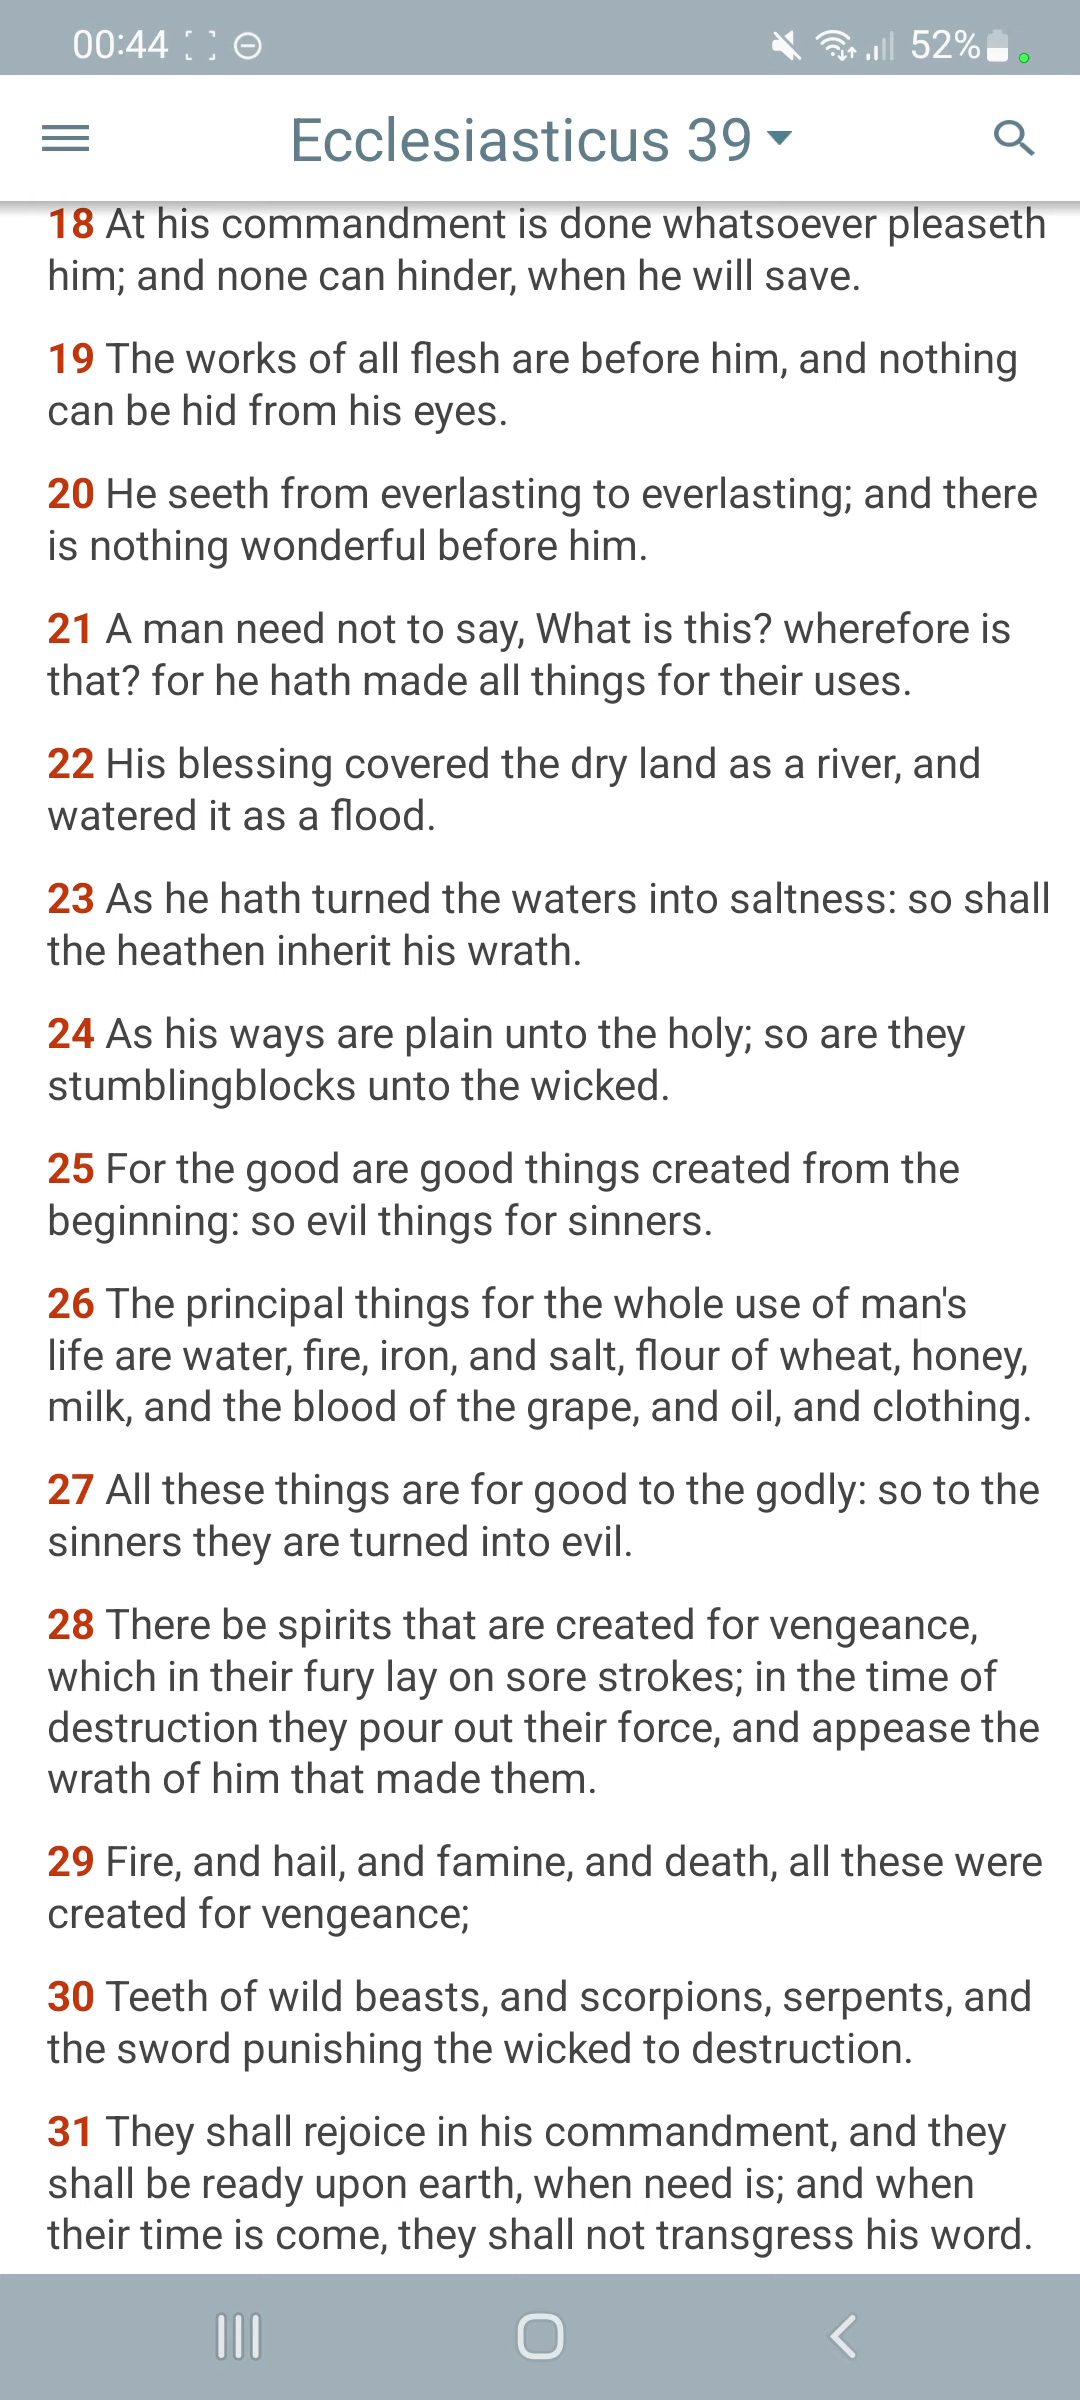 00:44 52%
Ecclesiasticus 39
18 At his commandment is done whatsoever pleaseth
him; and none can hinder, when he will save.
19 The works of all flesh are before him, and nothing
can be hid from his eyes.
20 He seeth from everlasting to everlasting; and there
is nothing wonderful before him.
21 A man need not to say, What is this? wherefore is
that? for he hath made all things for their uses.
22 His blessing covered the dry land as a river, and
watered it as a flood.
23 As he hath turned the waters into saltness: so shall
the heathen inherit his wrath.
24 As his ways are plain unto the holy; so are they
stumblingblocks unto the wicked.
25 For the good are good things created from the
beginning: so evil things for sinners.
26 The principal things for the whole use of man's
life are water, fire, iron, and salt, flour of wheat, honey,
milk, and the blood of the grape, and oil, and clothing.
27 All these things are for good to the godly: so to the
sinners they are turned into evil.
28 There be spirits that are created for vengeance,
which in their fury lay on sore strokes; in the time of
destruction they pour out their force, and appease the
wrath of him that made them.
29 Fire, and hail, and famine, and death, all these were
created for vengeance;
30 Teeth of wild beasts, and scorpions, serpents, and
the sword punishing the wicked to destruction.
31 They shall rejoice in his commandment, and they
shall be ready upon earth, when need is; and when
their time is come, they shall not transgress his word.